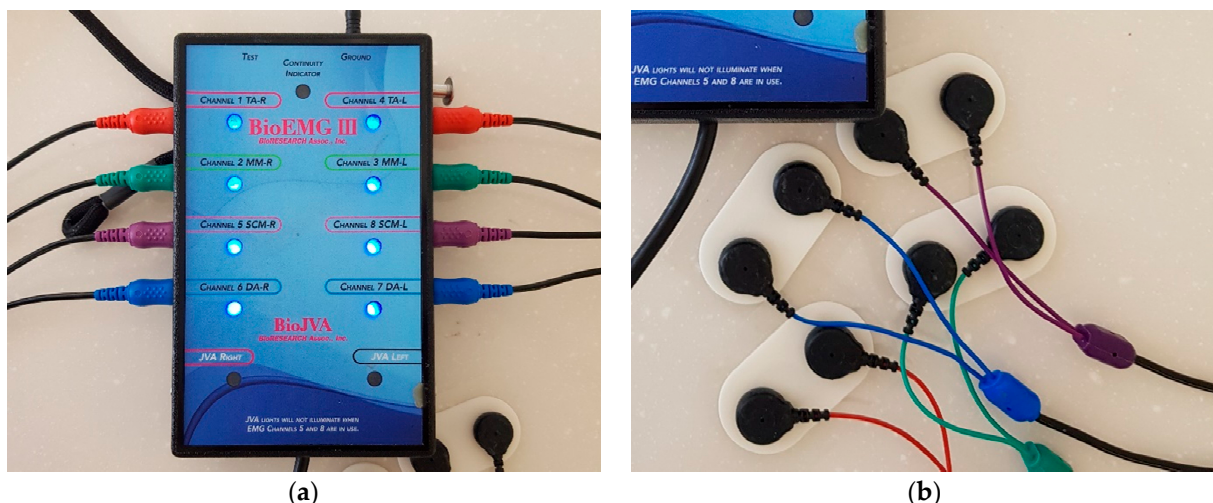 TEST
GROUND
CONTINUITY
INDICATOR
CHANNEL 1 TA-R
CHANNEL 4 TA-L
BioEMG III
BIORESEARCH ASSOC., INC.
CHANNEL 2 MM-R
CHANNEL 3 MM-L
CHANNEL 5 SCM-R
CHANNEL 8 SCM-L
CHANNEL 6 DA-R
CHANNEL 7 DA-L
BioJVA
BIORESEARCH ASSOC., INC.
JVA RIGHT
JVA LEFT
JVA LIGHTS WILL NOT ILLUMINATE WHEN
EMG CHANNELS 5 AND 8 ARE IN USE.
(a)
JVA LIGHTS WILL NOT ILLUMINATE WHEN
EMG CHANNELS 5 AND 8 ARE IN USE.
(b)